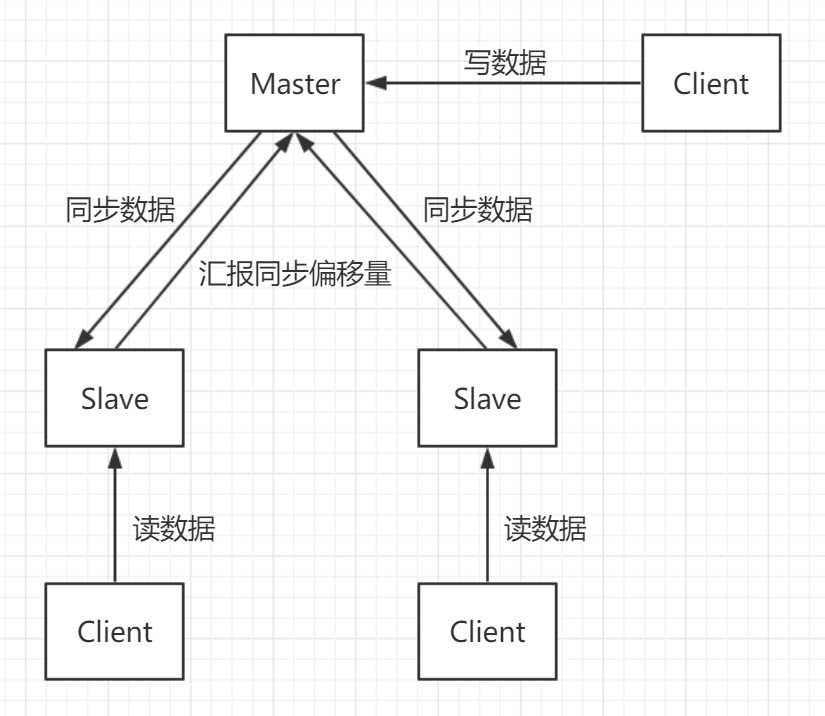 写数据
Master
Client
同步数据
同步数据
汇报同步偏移量
Slave
Slave
读数据
读数据
Client
Client